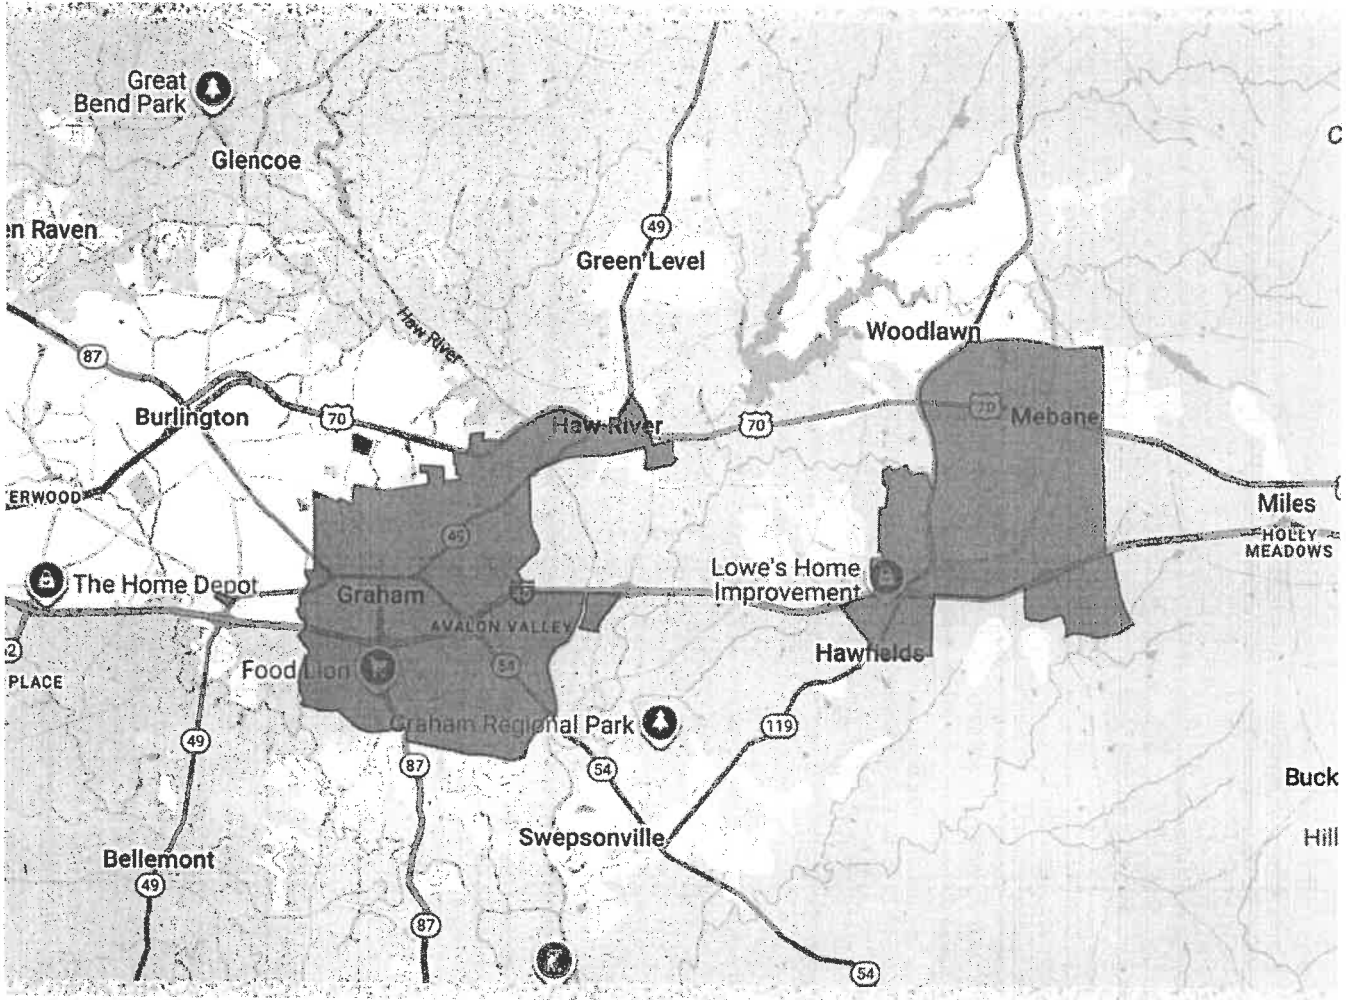 Great
Bend Park
Glencoe
C
en Raven
49
Green Level
Haw River
Woodlawn
87
Burlington
70
Haw River
70
70
Mebane
ERWOOD
49
Miles
HOLLY
MEADOWS
The Home Depot
Lowe's Home
Improvement
Graham
AVALON VALLEY
PLACE
Food Lion
54
Hawfields
Graham Regional Park
119
49
87
54
Buck
Swepsonville
Hill
Bellemont
49
87
54